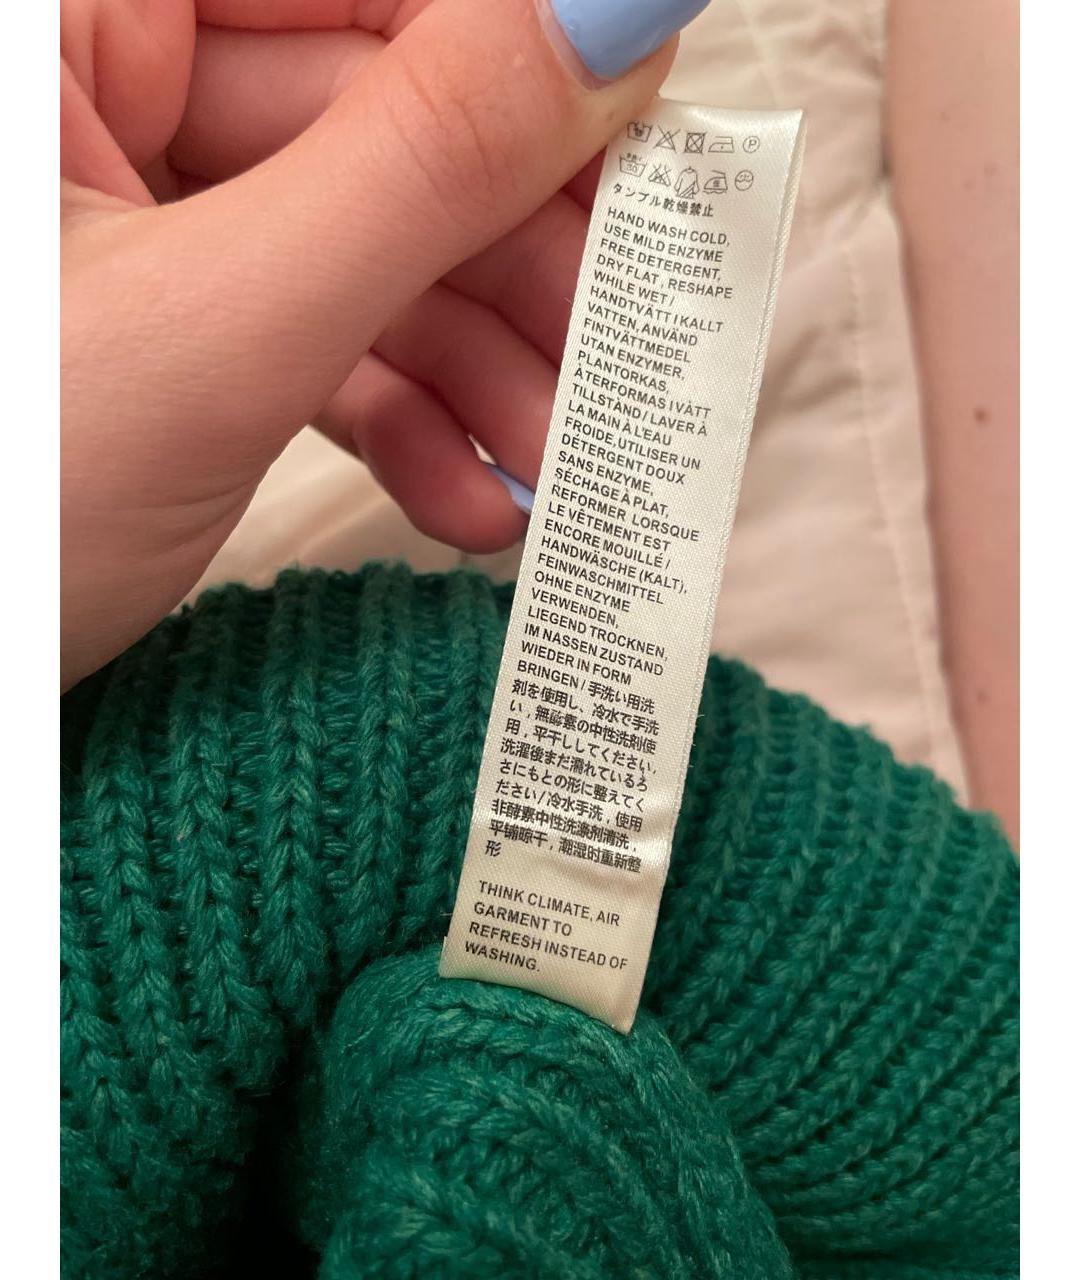 P
30
タンブル乾燥禁止
HAND WASH COLD,
USE MILD ENZYME
FREE DETERGENT,
DRY FLAT , RESHAPE
WHILE WET /
HANDTVÄTT I KALLT
VATTEN, ANVÄND
FINTVÄTTMEDEL
UTAN ENZYMER,
PLANTORKAS,
ÅTERFORMAS I VÅTT
TILLSTÅND / LAVER À
LA MAIN À L'EAU
FROIDE, UTILISER UN
DÉTERGENT DOUX
SANS ENZYME,
SÉCHAGE À PLAT,
REFORMER LORSQUE
LE VÊTEMENT EST
ENCORE MOUILLÉ /
HANDWÄSCHE (KALT),
FEINWASCHMITTEL
OHNE ENZYME
VERWENDEN,
LIEGEND TROCKNEN,
IM NASSEN ZUSTAND
WIEDER IN FORM
BRINGEN / 手洗い用洗
剤を使用し、冷水で手洗
い , 無酵素の中性洗剤使
用 , 平干ししてください,
洗濯後まだ濡れているろ
さにもとの形に整えてく
ださい / 冷水手洗 , 使用
非酵素中性洗涤剂清洗 ,
平铺晾干 , 潮湿时重新整
形
THINK CLIMATE, AIR
GARMENT TO
REFRESH INSTEAD OF
WASHING.